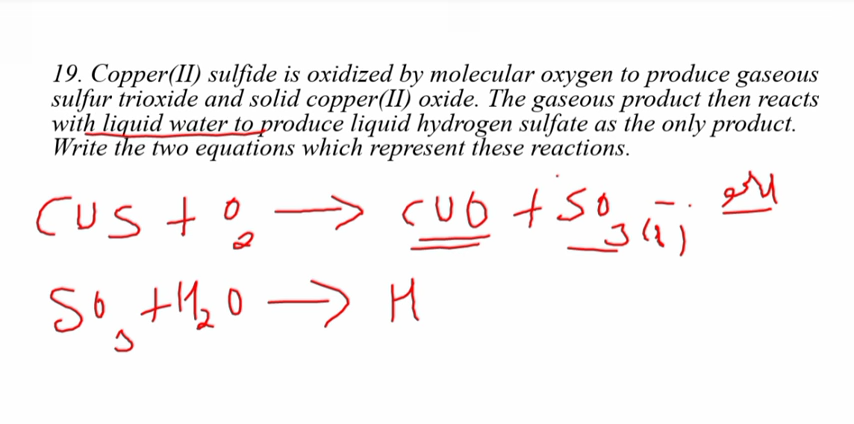 19. Copper(II) sulfide is oxidized by molecular oxygen to produce gaseous
sulfur trioxide and solid copper(II) oxide. The gaseous product then reacts
with liquid water to produce liquid hydrogen sulfate as the only product.
Write the two equations which represent these reactions.
CUS + O2 → CUO + SO3(l)
SO3 + H2O → H